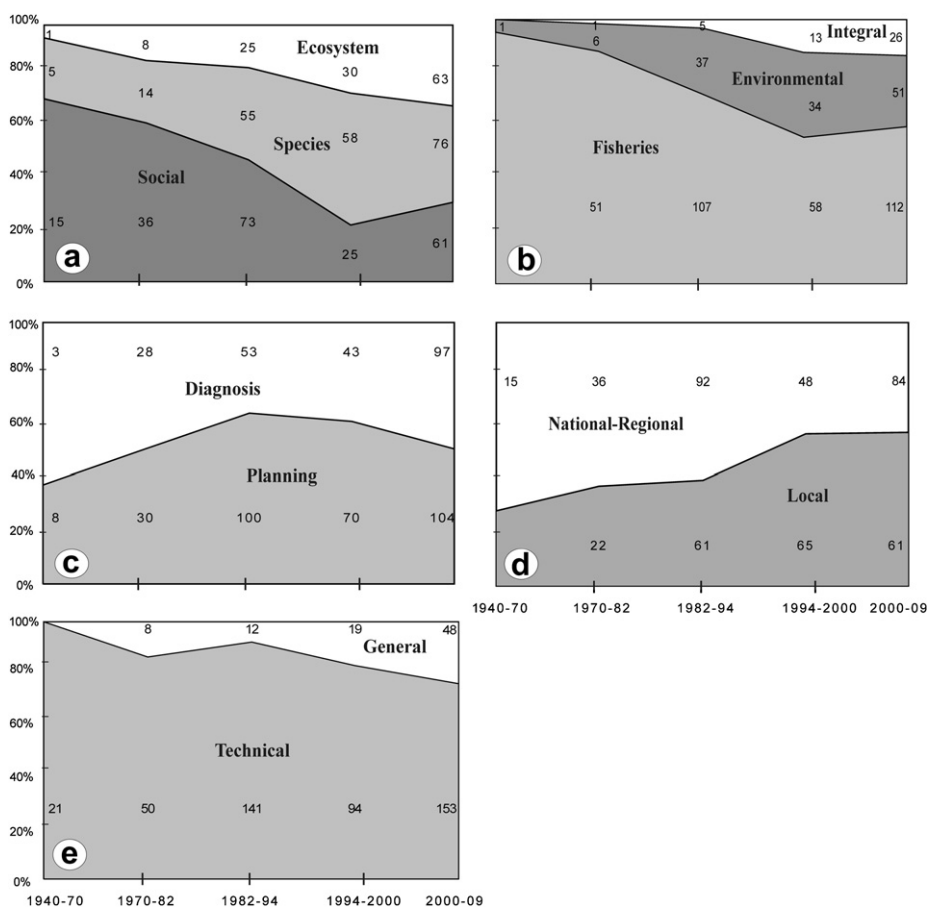 100%
80%
60%
40%
20%
0%
1 8 25 Ecosystem 30 63
5 14 55 Species 58 76
Social
15 36 73 25 61
a
1 1 5 13 Integral 26
6 37 Environmental 34 51
Fisheries
51 107 58 112
b
100%
80%
60%
40%
20%
0%
3 28 53 43 97
Diagnosis
Planning
8 30 100 70 104
c
15 36 92 48 84
National-Regional
Local
22 61 65 61
d
1940-70 1970-82 1982-94 1994-2000 2000-09
100%
80%
60%
40%
20%
0%
8 12 19 48
General
Technical
21 50 141 94 153
e
1940-70 1970-82 1982-94 1994-2000 2000-09